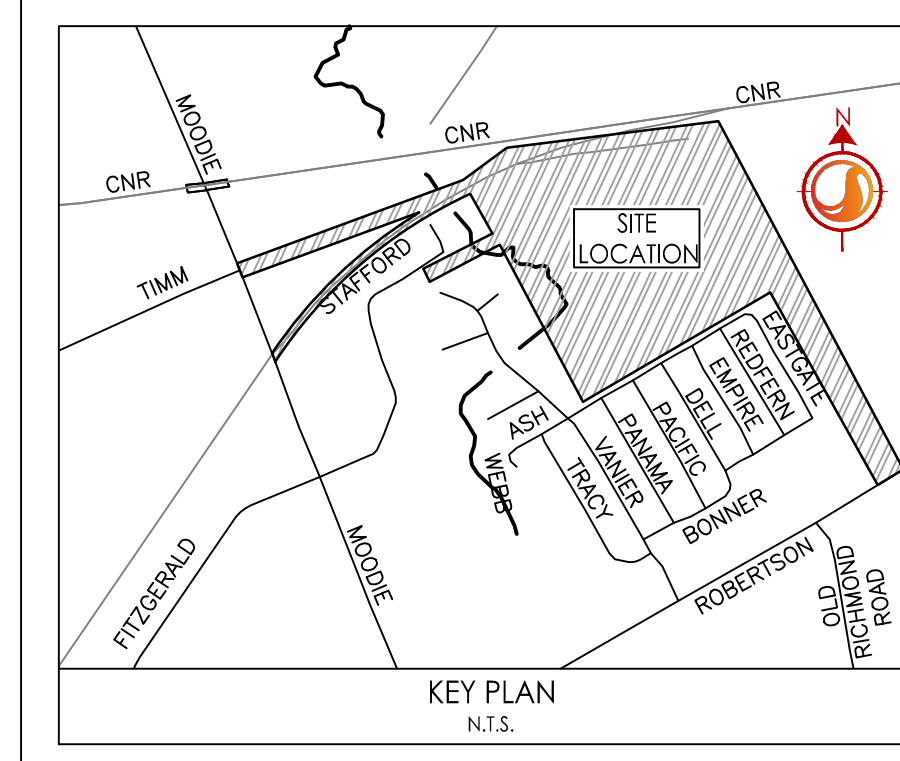 MOODIE
CNR
CNR
CNR
N
TIMM
STAFFORD
SITE
LOCATION
EASTGATE
REDFERN
EMPIRE
DELL
PACIFIC
PANAMA
VANIER
TRACY
ASH
WEBB
BONNER
ROBERTSON
MOODIE
FITZGERALD
OLD
RICHMOND
ROAD
KEY PLAN
N.T.S.